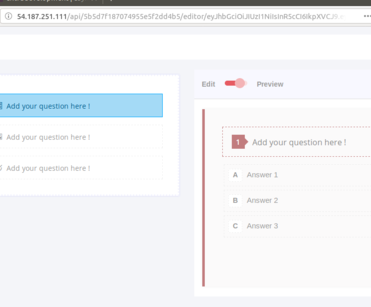 54.187.251.111/api/5b5d7f187074955e5f2dd4b5/editor/eyJhbGciOiJIUzI1NiIsInR5cCI6IkpXVCJ9
Edit Preview
Add your question here !
Add your question here !
Add your question here !
1 Add your question here !
A Answer 1
B Answer 2
C Answer 3